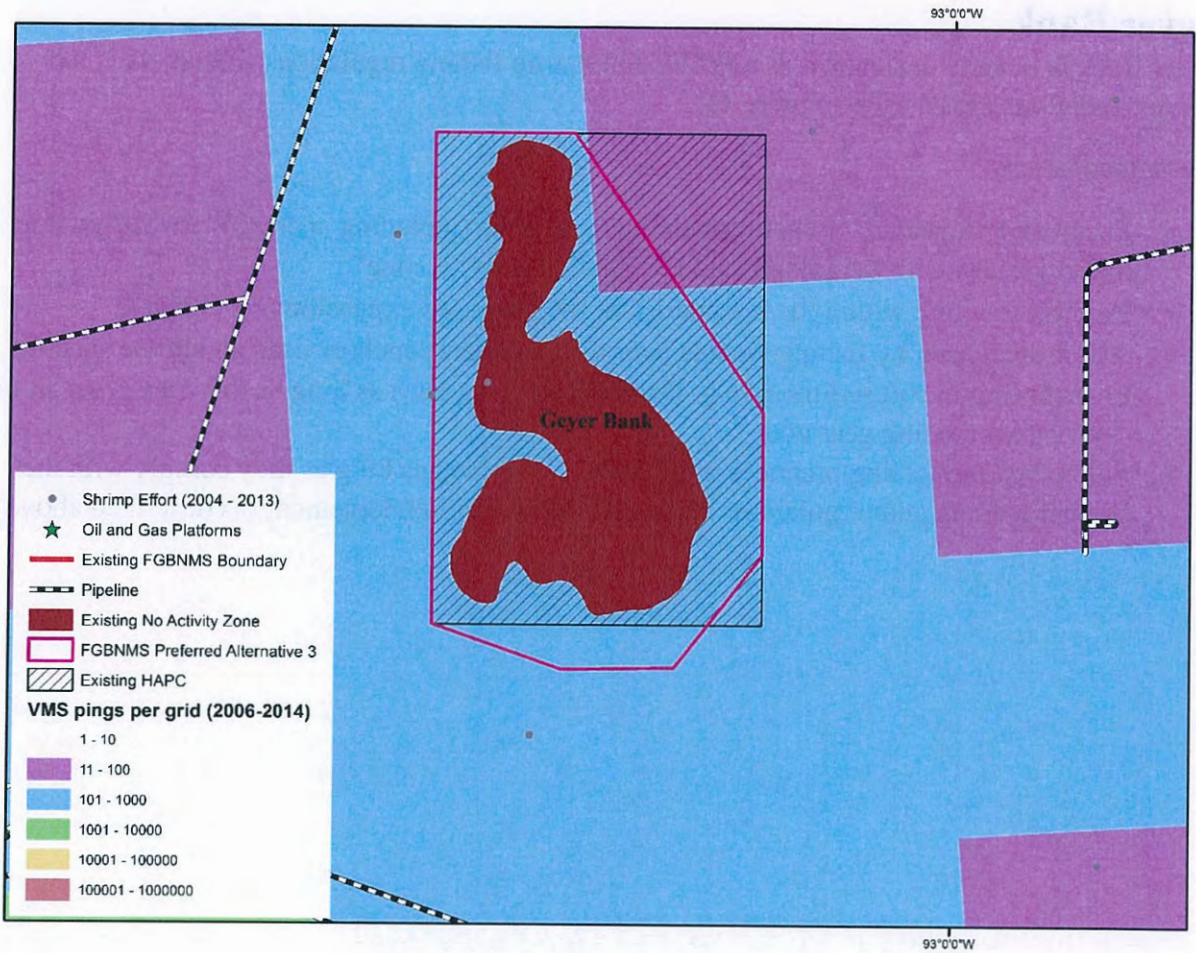 93°0'0"W
Geyer Bank
Shrimp Effort (2004 - 2013)
Oil and Gas Platforms
Existing FGBNMS Boundary
Pipeline
Existing No Activity Zone
FGBNMS Preferred Alternative 3
Existing HAPC
VMS pings per grid (2006-2014)
1 - 10
11 - 100
101 - 1000
1001 - 10000
10001 - 100000
100001 - 1000000
93°0'0"W